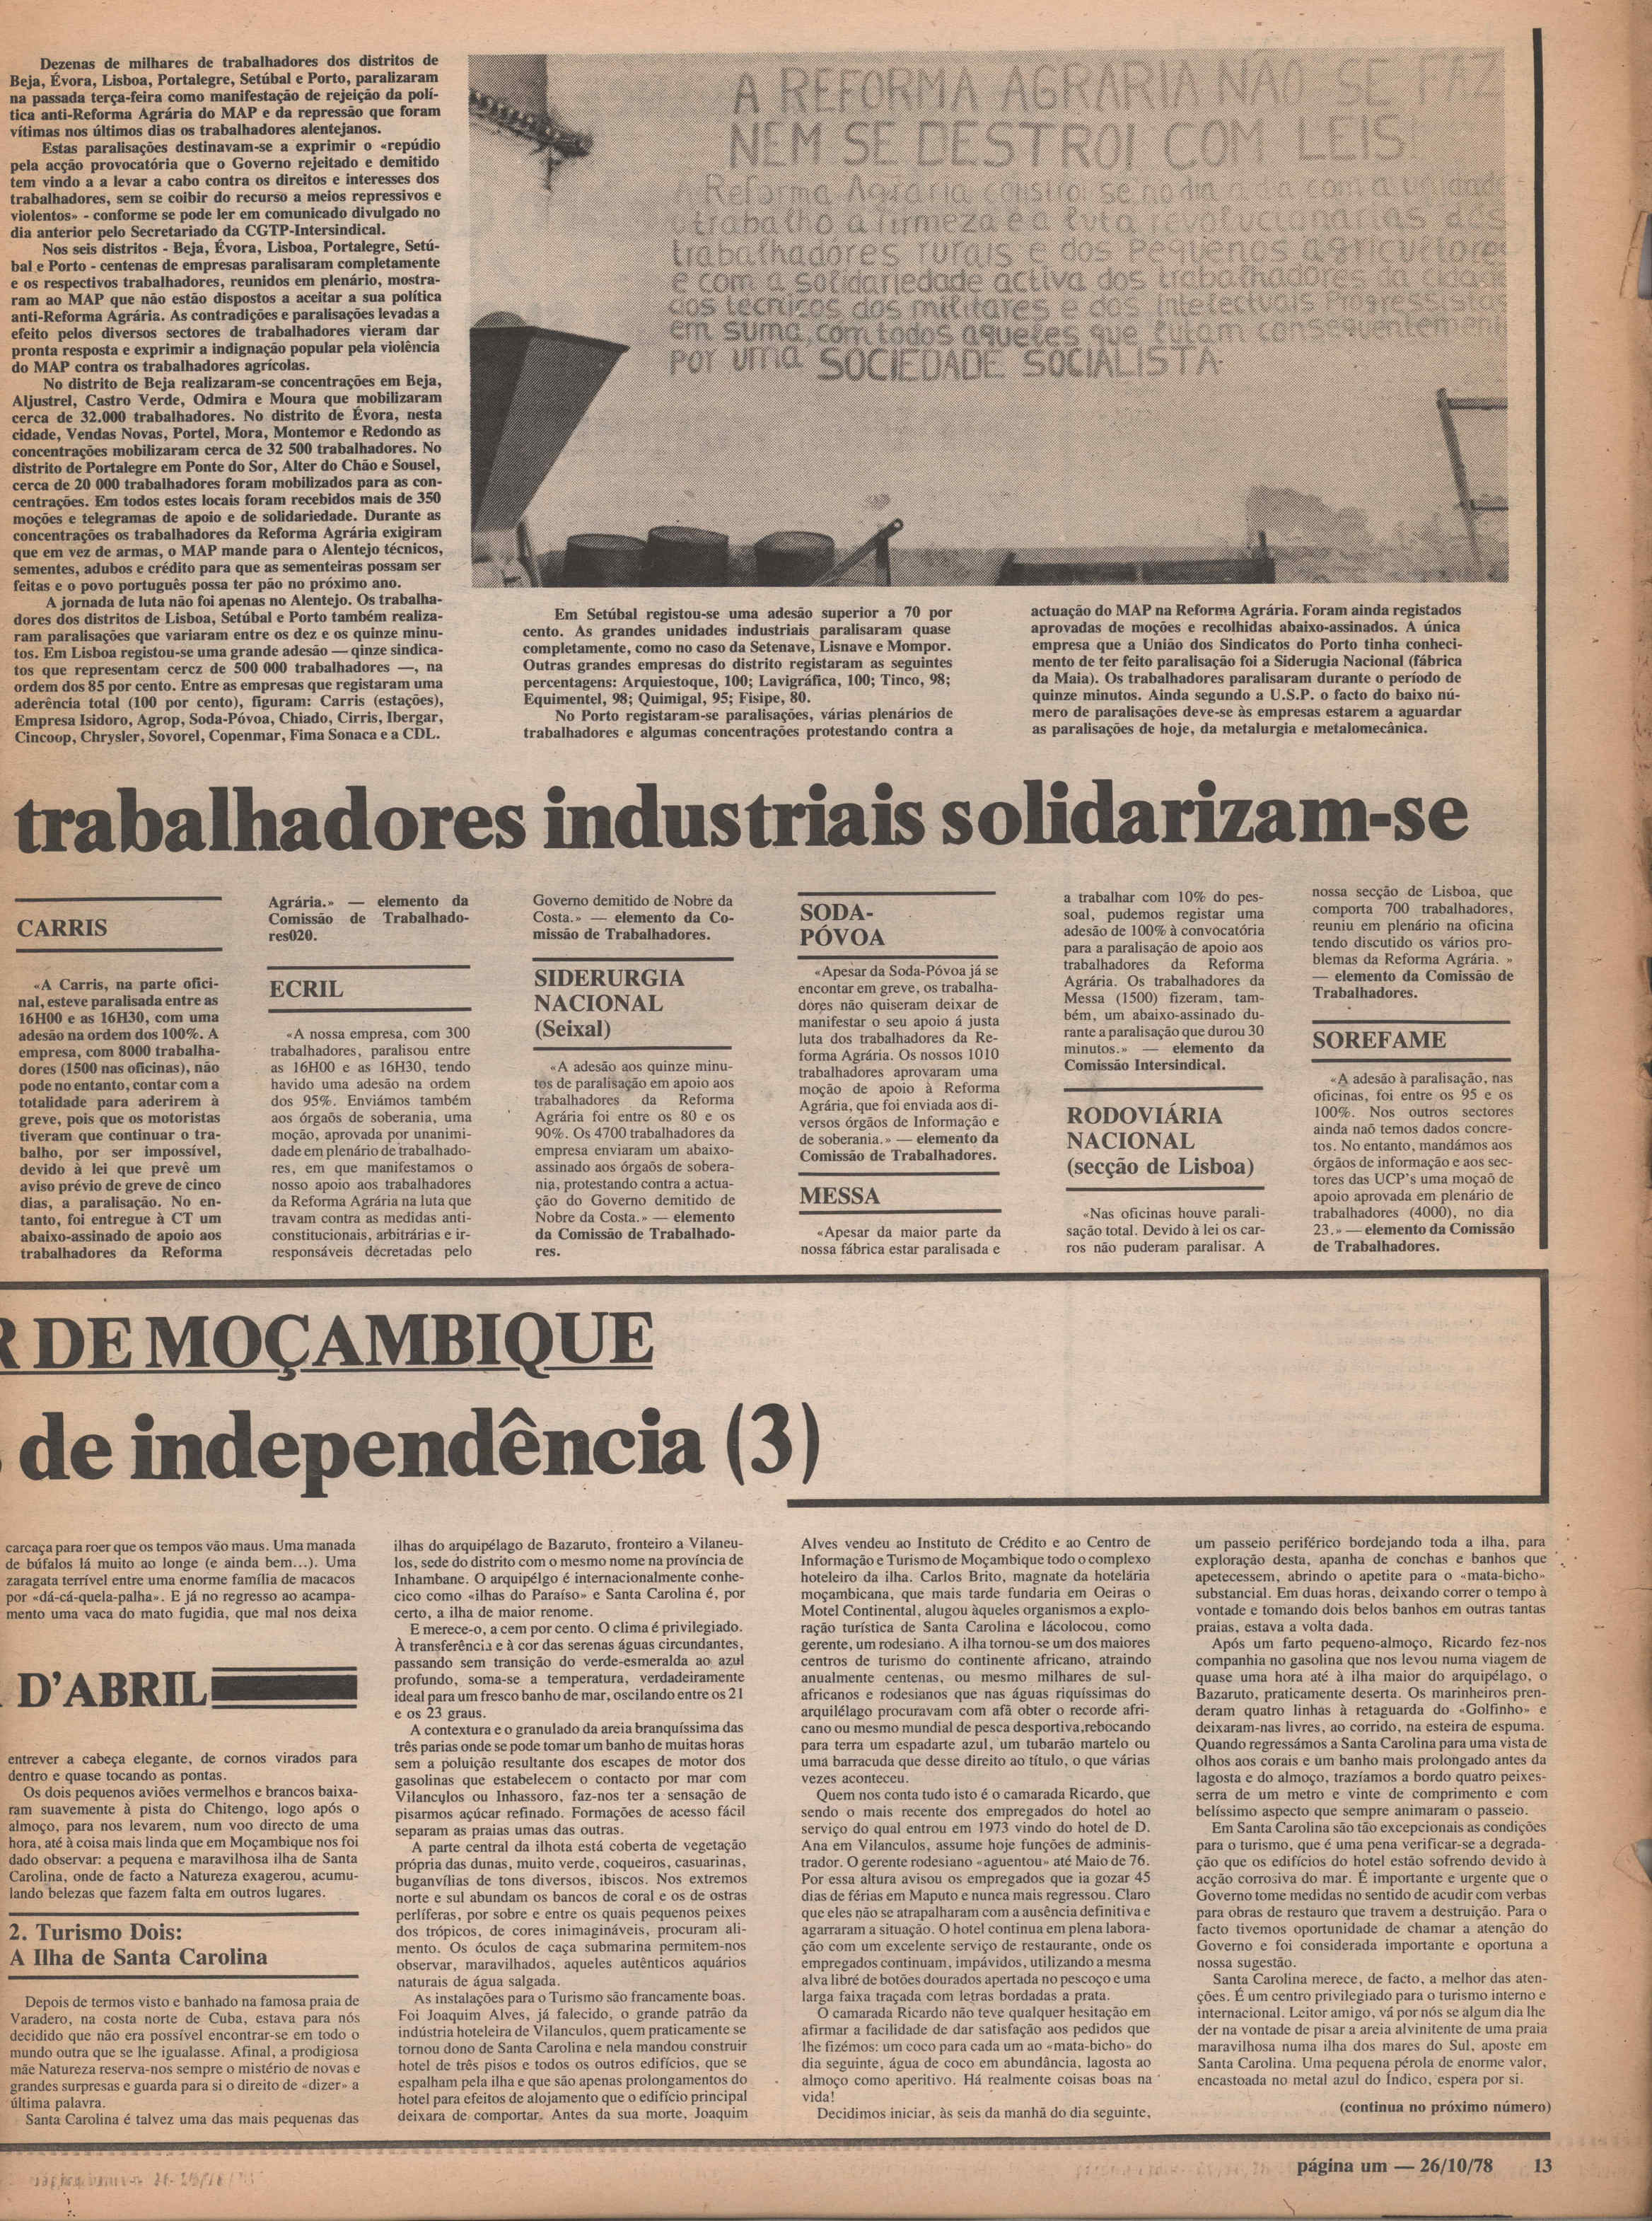 Dezenas de milhares de trabalhadores dos distritos de
Beja, Évora, Lisboa, Portalegre, Setúbal e Porto, paralizaram
na passada terça-feira como manifestação de rejeição da polí-
tica anti-Reforma Agrária do MAP e da repressão que foram
vítimas nos últimos dias os trabalhadores alentejanos.
Estas paralisações destinavam-se a exprimir o «repúdio
pela acção provocatória que o Governo rejeitado e demitido
tem vindo a a levar a cabo contra os direitos e interesses dos
trabalhadores, sem se coibir do recurso a meios repressivos e
violentos» - conforme se pode ler em comunicado divulgado no
dia anterior pelo Secretariado da CGTP-Intersindical.
Nos seis distritos - Beja, Évora, Lisboa, Portalegre, Setú-
bal e Porto - centenas de empresas paralisaram completamente
e os respectivos trabalhadores, reunidos em plenário, mostra-
ram ao MAP que não estão dispostos a aceitar a sua política
anti-Reforma Agrária. As contradições e paralisações levadas a
efeito pelos diversos sectores de trabalhadores vieram dar
pronta resposta e exprimir a indignação popular pela violência
do MAP contra os trabalhadores agrícolas.
No distrito de Beja realizaram-se concentrações em Beja,
Aljustrel, Castro Verde, Odmira e Moura que mobilizaram
cerca de 32.000 trabalhadores. No distrito de Évora, nesta
cidade, Vendas Novas, Portel, Mora, Montemor e Redondo as
concentrações mobilizaram cerca de 32 500 trabalhadores. No
distrito de Portalegre em Ponte do Sor, Alter do Chão e Sousel,
cerca de 20 000 trabalhadores foram mobilizados para as con-
centrações. Em todos estes locais foram recebidos mais de 350
moções e telegramas de apoio e de solidariedade. Durante as
concentrações os trabalhadores da Reforma Agrária exigiram
que em vez de armas, o MAP mande para o Alentejo técnicos,
sementes, adubos e crédito para que as sementeiras possam ser
feitas e o povo português possa ter pão no próximo ano.
A jornada de luta não foi apenas no Alentejo. Os trabalha-
dores dos distritos de Lisboa, Setúbal e Porto também realiza-
ram paralisações que variaram entre os dez e os quinze minu-
tos. Em Lisboa registou-se uma grande adesão — qinze sindica-
tos que representam cercz de 500 000 trabalhadores —, na
ordem dos 85 por cento. Entre as empresas que registaram uma
aderência total (100 por cento), figuram: Carris (estações),
Empresa Isidoro, Agrop, Soda-Póvoa, Chiado, Cirris, Ibergar,
Cincoop, Chrysler, Sovorel, Copenmar, Fima Sonaca e a CDL.
A REFORMA AGRARIA NAO SE FAZ
NEM SE DESTROI COM LEIS!
A Reforma Agraria constroi se no dia a dia com a unidade
trabalho a firmeza e a luta revolucionarias dos
trabalhadores rurais e dos pequenos agricultores
e com a solidariedade activa dos trabalhadores da cidade
dos tecnicos dos militares e dos intelectuais Progressistas
em suma, com todos aqueles que lutam consequentement
por uma SOCIEDADE SOCIALISTA
Em Setúbal registou-se uma adesão superior a 70 por
cento. As grandes unidades industriais paralisaram quase
completamente, como no caso da Setenave, Lisnave e Mompor.
Outras grandes empresas do distrito registaram as seguintes
percentagens: Arquiestoque, 100; Lavigráfica, 100; Tinco, 98;
Equimentel, 98; Quimigal, 95; Fisipe, 80.
No Porto registaram-se paralisações, várias plenários de
trabalhadores e algumas concentrações protestando contra a
actuação do MAP na Reforma Agrária. Foram ainda registados
aprovadas de moções e recolhidas abaixo-assinados. A única
empresa que a União dos Sindicatos do Porto tinha conheci-
mento de ter feito paralisação foi a Siderugia Nacional (fábrica
da Maia). Os trabalhadores paralisaram durante o período de
quinze minutos. Ainda segundo a U.S.P. o facto do baixo nú-
mero de paralisações deve-se às empresas estarem a aguardar
as paralisações de hoje, da metalurgia e metalomecânica.
trabalhadores industriais solidarizam-se
CARRIS
«A Carris, na parte ofici-
nal, esteve paralisada entre as
16H00 e as 16H30, com uma
adesão na ordem dos 100%. A
empresa, com 8000 trabalha-
dores (1500 nas oficinas), não
pode no entanto, contar com a
totalidade para aderirem à
greve, pois que os motoristas
tiveram que continuar o tra-
balho, por ser impossível,
devido à lei que prevê um
aviso prévio de greve de cinco
dias, a paralisação. No en-
tanto, foi entregue à CT um
abaixo-assinado de apoio aos
trabalhadores da Reforma
Agrária.» — elemento da
Comissão de Trabalhado-
res020.
ECRIL
«A nossa empresa, com 300
trabalhadores, paralisou entre
as 16H00 e as 16H30, tendo
havido uma adesão na ordem
dos 95%. Enviámos também
aos órgaõs de soberania, uma
moção, aprovada por unanimi-
dade em plenário de trabalhado-
res, em que manifestamos o
nosso apoio aos trabalhadores
da Reforma Agrária na luta que
travam contra as medidas anti-
constitucionais, arbitrárias e ir-
responsáveis decretadas pelo
Governo demitido de Nobre da
Costa.» — elemento da Co-
missão de Trabalhadores.
SIDERURGIA
NACIONAL
(Seixal)
«A adesão aos quinze minu-
tos de paralisação em apoio aos
trabalhadores da Reforma
Agrária foi entre os 80 e os
90%. Os 4700 trabalhadores da
empresa enviaram um abaixo-
assinado aos órgaõs de sobera-
nia, protestando contra a actua-
ção do Governo demitido de
Nobre da Costa.» — elemento
da Comissão de Trabalhado-
res.
SODA-
PÓVOA
«Apesar da Soda-Póvoa já se
encontar em greve, os trabalha-
dores não quiseram deixar de
manifestar o seu apoio á justa
luta dos trabalhadores da Re-
forma Agrária. Os nossos 1010
trabalhadores aprovaram uma
moção de apoio à Reforma
Agrária, que foi enviada aos di-
versos órgãos de Informação e
de soberania.» — elemento da
Comissão de Trabalhadores.
MESSA
«Apesar da maior parte da
nossa fábrica estar paralisada e
a trabalhar com 10% do pes-
soal, pudemos registar uma
adesão de 100% à convocatória
para a paralisação de apoio aos
trabalhadores da Reforma
Agrária. Os trabalhadores da
Messa (1500) fizeram, tam-
bém, um abaixo-assinado du-
rante a paralisação que durou 30
minutos.» — elemento da
Comissão Intersindical.
RODOVIÁRIA
NACIONAL
(secção de Lisboa)
«Nas oficinas houve parali-
sação total. Devido à lei os car-
ros não puderam paralisar. A
nossa secção de Lisboa, que
comporta 700 trabalhadores,
reuniu em plenário na oficina
tendo discutido os vários pro-
blemas da Reforma Agrária. »
— elemento da Comissão de
Trabalhadores.
SOREFAME
«A adesão à paralisação, nas
oficinas, foi entre os 95 e os
100%. Nos outros sectores
ainda naõ temos dados concre-
tos. No entanto, mandámos aos
órgãos de informação e aos sec-
tores das UCP's uma moçaõ de
apoio aprovada em plenário de
trabalhadores (4000), no dia
23.» — elemento da Comissão
de Trabalhadores.
R DE MOÇAMBIQUE
de independência (3)
carcaça para roer que os tempos vão maus. Uma manada
de búfalos lá muito ao longe (e ainda bem...). Uma
zaragata terrível entre uma enorme família de macacos
por «dá-cá-quela-palha». E já no regresso ao acampa-
mento uma vaca do mato fugidia, que mal nos deixa
D'ABRIL
entrever a cabeça elegante, de cornos virados para
dentro e quase tocando as pontas.
Os dois pequenos aviões vermelhos e brancos baixa-
ram suavemente à pista do Chitengo, logo após o
almoço, para nos levarem, num voo directo de uma
hora, até à coisa mais linda que em Moçambique nos foi
dado observar: a pequena e maravilhosa ilha de Santa
Carolina, onde de facto a Natureza exagerou, acumu-
lando belezas que fazem falta em outros lugares.
2. Turismo Dois:
A Ilha de Santa Carolina
Depois de termos visto e banhado na famosa praia de
Varadero, na costa norte de Cuba, estava para nós
decidido que não era possível encontrar-se em todo o
mundo outra que se lhe igualasse. Afinal, a prodigiosa
mãe Natureza reserva-nos sempre o mistério de novas e
grandes surpresas e guarda para si o direito de «dizer» a
última palavra.
Santa Carolina é talvez uma das mais pequenas das
ilhas do arquipélago de Bazaruto, fronteiro a Vilaneu-
los, sede do distrito com o mesmo nome na província de
Inhambane. O arquipélgo é internacionalmente conhe-
cico como «ilhas do Paraíso» e Santa Carolina é, por
certo, a ilha de maior renome.
E merece-o, a cem por cento. O clima é privilegiado.
À transferência e à cor das serenas águas circundantes,
passando sem transição do verde-esmeralda ao azul
profundo, soma-se a temperatura, verdadeiramente
ideal para um fresco banho de mar, oscilando entre os 21
e os 23 graus.
A contextura e o granulado da areia branquíssima das
três parias onde se pode tomar um banho de muitas horas
sem a poluição resultante dos escapes de motor dos
gasolinas que estabelecem o contacto por mar com
Vilanculos ou Inhassoro, faz-nos ter a sensação de
pisarmos açúcar refinado. Formações de acesso fácil
separam as praias umas das outras.
A parte central da ilhota está coberta de vegetação
própria das dunas, muito verde, coqueiros, casuarinas,
buganvílias de tons diversos, ibiscos. Nos extremos
norte e sul abundam os bancos de coral e os de ostras
perlíferas, por sobre e entre os quais pequenos peixes
dos trópicos, de cores inimagináveis, procuram ali-
mento. Os óculos de caça submarina permitem-nos
observar, maravilhados, aqueles autênticos aquários
naturais de água salgada.
As instalações para o Turismo são francamente boas.
Foi Joaquim Alves, já falecido, o grande patrão da
indústria hoteleira de Vilanculos, quem praticamente se
tornou dono de Santa Carolina e nela mandou construir
hotel de três pisos e todos os outros edifícios, que se
espalham pela ilha e que são apenas prolongamentos do
hotel para efeitos de alojamento que o edifício principal
deixara de comportar. Antes da sua morte, Joaquim
Alves vendeu ao Instituto de Crédito e ao Centro de
Informação e Turismo de Moçambique todo o complexo
hoteleiro da ilha. Carlos Brito, magnate da hotelária
moçambicana, que mais tarde fundaria em Oeiras o
Motel Continental, alugou àqueles organismos a explo-
ração turística de Santa Carolina e lácolocou, como
gerente, um rodesiano. A ilha tornou-se um dos maiores
centros de turismo do continente africano, atraindo
anualmente centenas, ou mesmo milhares de sul-
africanos e rodesianos que nas águas riquíssimas do
arquilélago procuravam com afã obter o recorde afri-
cano ou mesmo mundial de pesca desportiva,rebocando
para terra um espadarte azul, um tubarão martelo ou
umá barracuda que desse direito ao título, o que várias
vezes aconteceu.
Quem nos conta tudo isto é o camarada Ricardo, que
sendo o mais recente dos empregados do hotel ao
serviço do qual entrou em 1973 vindo do hotel de D.
Ana em Vilanculos, assume hoje funções de adminis-
trador. O gerente rodesiano «aguentou» até Maio de 76.
Por essa altura avisou os empregados que ia gozar 45
dias de férias em Maputo e nunca mais regressou. Claro
que eles não se atrapalharam com a ausência definitiva e
agarraram a situação. O hotel continua em plena labora-
ção com um excelente serviço de restaurante, onde os
empregados continuam, impávidos, utilizando a mesma
alva libré de botões dourados apertada no pescoço e uma
larga faixa traçada com letras bordadas a prata.
O camarada Ricardo não teve qualquer hesitação em
afirmar a facilidade de dar satisfação aos pedidos que
lhe fizémos: um coco para cada um ao «mata-bicho» do
dia seguinte, água de coco em abundância, lagosta ao
almoço como aperitivo. Há realmente coisas boas na
vida!
Decidimos iniciar, às seis da manhã do dia seguinte,
um passeio periférico bordejando toda a ilha, para
exploração desta, apanha de conchas e banhos que
apetecessem, abrindo o apetite para o «mata-bicho»
substancial. Em duas horas, deixando correr o tempo à
vontade e tomando dois belos banhos em outras tantas
praias, estava a volta dada.
Após um farto pequeno-almoço, Ricardo fez-nos
companhia no gasolina que nos levou numa viagem de
quase uma hora até à ilha maior do arquipélago, o
Bazaruto, praticamente deserta. Os marinheiros pren-
deram quatro linhas à retaguarda do «Golfinho» e
deixaram-nas livres, ao corrido, na esteira de espuma.
Quando regressámos a Santa Carolina para uma vista de
olhos aos corais e um banho mais prolongado antes da
lagosta e do almoço, trazíamos a bordo quatro peixes-
serra de um metro e vinte de comprimento e com
belíssimo aspecto que sempre animaram o passeio.
Em Santa Carolina são tão excepcionais as condições
para o turismo, que é uma pena verificar-se a degrada-
ção que os edifícios do hotel estão sofrendo devido à
acção corrosiva do mar. É importante e urgente que o
Governo tome medidas no sentido de acudir com verbas
para obras de restauro que travem a destruição. Para o
facto tivemos oportunidade de chamar a atenção do
Governo e foi considerada importante e oportuna a
nossa sugestão.
Santa Carolina merece, de facto, a melhor das aten-
ções. É um centro privilegiado para o turismo interno e
internacional. Leitor amigo, vá por nós se algum dia lhe
der na vontade de pisar a areia alvinitente de uma praia
maravilhosa numa ilha dos mares do Sul, aposte em
Santa Carolina. Uma pequena pérola de enorme valor,
encastoada no metal azul do Índico, espera por si.
(continua no próximo número)
página um — 26/10/78 13